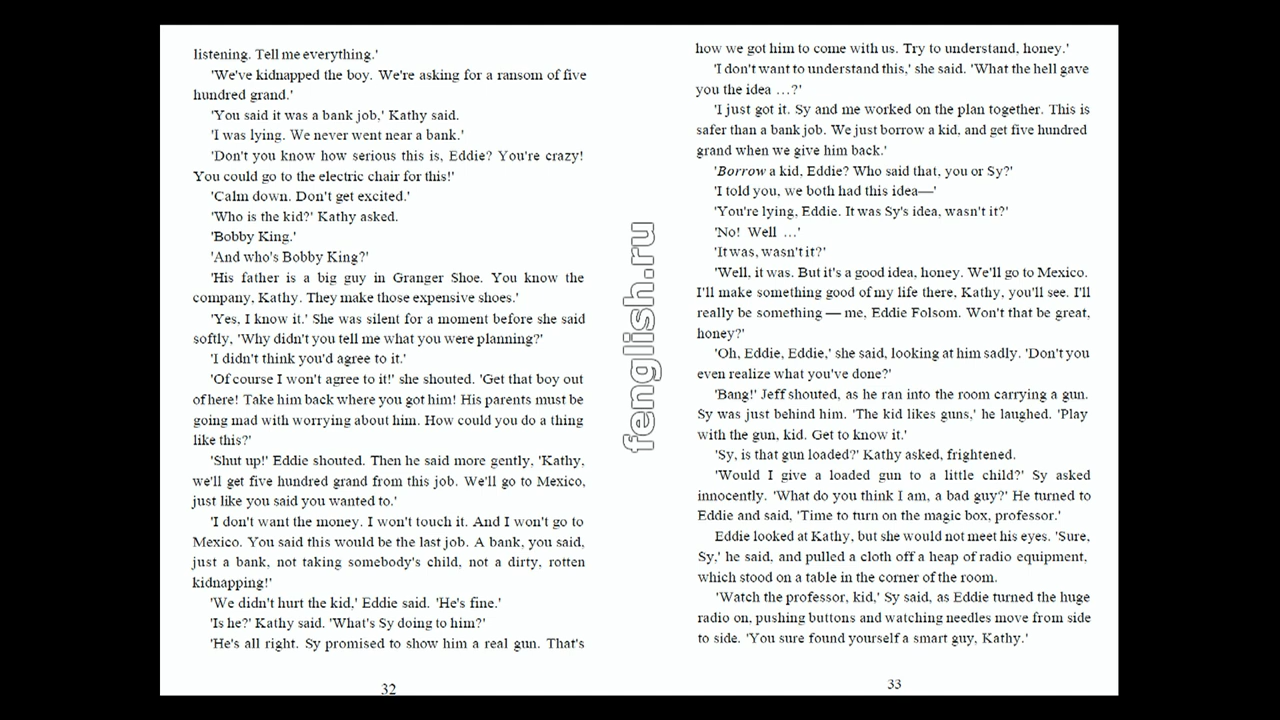 listening. Tell me everything.'
'We've kidnapped the boy. We're asking for a ransom of five
hundred grand.'
'You said it was a bank job,' Kathy said.
'I was lying. We never went near a bank.'
'Don't you know how serious this is, Eddie? You're crazy!
You could go to the electric chair for this!'
'Calm down. Don't get excited.'
'Who is the kid?' Kathy asked.
'Bobby King.'
'And who's Bobby King?'
'His father is a big guy in Granger Shoe. You know the
company, Kathy. They make those expensive shoes.'
'Yes, I know it.' She was silent for a moment before she said
softly, 'Why didn't you tell me what you were planning?'
'I didn't think you'd agree to it.'
'Of course I won't agree to it!' she shouted. 'Get that boy out
of here! Take him back where you got him! His parents must be
going mad with worrying about him. How could you do a thing
like this?'
'Shut up!' Eddie shouted. Then he said more gently, 'Kathy,
we'll get five hundred grand from this job. We'll go to Mexico,
just like you said you wanted to.'
'I don't want the money. I won't touch it. And I won't go to
Mexico. You said this would be the last job. A bank, you said,
just a bank, not taking somebody's child, not a dirty, rotten
kidnapping!'
'We didn't hurt the kid,' Eddie said. 'He's fine.'
'Is he?' Kathy said. 'What's Sy doing to him?'
'He's all right. Sy promised to show him a real gun. That's
32
fenglish.ru
how we got him to come with us. Try to understand, honey.'
'I don't want to understand this,' she said. 'What the hell gave
you the idea ...?'
'I just got it. Sy and me worked on the plan together. This is
safer than a bank job. We just borrow a kid, and get five hundred
grand when we give him back.'
'Borrow a kid, Eddie? Who said that, you or Sy?'
'I told you, we both had this idea—'
'You're lying, Eddie. It was Sy's idea, wasn't it?'
'No! Well ...'
'It was, wasn't it?'
'Well, it was. But it's a good idea, honey. We'll go to Mexico.
I'll make something good of my life there, Kathy, you'll see. I'll
really be something — me, Eddie Folsom. Won't that be great,
honey?'
'Oh, Eddie, Eddie,' she said, looking at him sadly. 'Don't you
even realize what you've done?'
'Bang!' Jeff shouted, as he ran into the room carrying a gun.
Sy was just behind him. 'The kid likes guns,' he laughed. 'Play
with the gun, kid. Get to know it.'
'Sy, is that gun loaded?' Kathy asked, frightened.
'Would I give a loaded gun to a little child?' Sy asked
innocently. 'What do you think I am, a bad guy?' He turned to
Eddie and said, 'Time to turn on the magic box, professor.'
Eddie looked at Kathy, but she would not meet his eyes. 'Sure,
Sy,' he said, and pulled a cloth off a heap of radio equipment,
which stood on a table in the corner of the room.
'Watch the professor, kid,' Sy said, as Eddie turned the huge
radio on, pushing buttons and watching needles move from side
to side. 'You sure found yourself a smart guy, Kathy.'
33